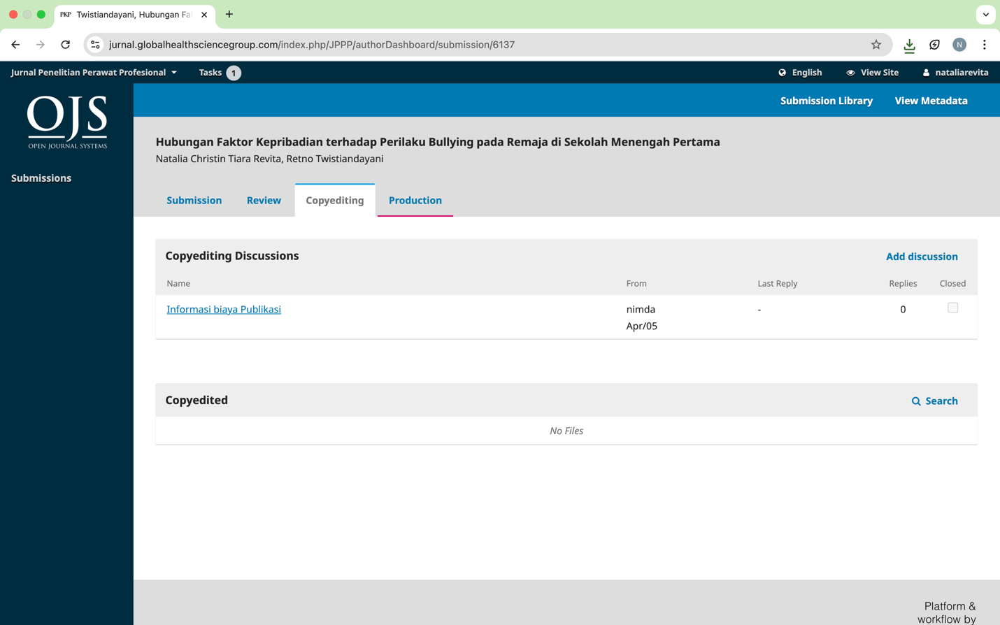 PKP Twistiandayani, Hubungan Fa
jurnal.globalhealthsciencegroup.com/index.php/JPPP/authorDashboard/submission/6137
N
Jurnal Penelitian Perawat Profesional Tasks 1 English View Site nataliarevita
OJS
OPEN JOURNAL SYSTEMS
Submissions
Submission Library View Metadata
Hubungan Faktor Kepribadian terhadap Perilaku Bullying pada Remaja di Sekolah Menengah Pertama
Natalia Christin Tiara Revita, Retno Twistiandayani
Submission Review Copyediting Production
Copyediting Discussions Add discussion
Name From Last Reply Replies Closed
Informasi biaya Publikasi nimda - 0
Apr/05
Copyedited Search
No Files
Platform &
workflow by